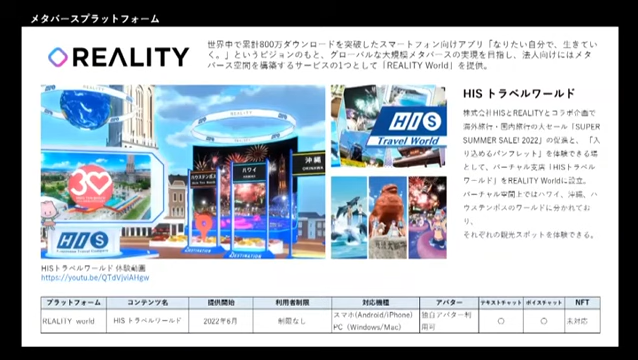 メタバースプラットフォーム
REALITY
世界中で累計800万ダウンロードを突破したスマートフォン向けアプリ「なりたい自分で、生きてい
く。」というビジョンのもと、グローバルな大規模メタバースの実現を目指し、法人向けにはメタ
バース空間を構築するサービスの1つとして「REALITY World」を提供。
HIS トラベルワールド
株式会社HISとREALITYとコラボ企画で
海外旅行・国内旅行の大セール「SUPER
SUMMER SALE! 2022」の促進と、「入
り込めるパンフレット」を体験できる場
として、バーチャル支店「HISトラベル
ワールド」をREALITY Worldに設立。
バーチャル空間上ではハワイ、沖縄、ハ
ウステンボスのワールドに分かれてお
り、
それぞれの観光スポットを体験できる。
30
HIS
ハウステンボス
ハワイ
沖縄
OKINAWA
DESTINATION
DESTINATION
HIS
Travel World
HISトラベルワールド 体験動画
https://youtu.be/QTdVjvlAHgw
プラットフォーム コンテンツ名 提供開始 利用者制限 対応機種 アバター テキストチャット ボイスチャット NFT
REALITY world HIS トラベルワールド 2022年6月 制限なし スマホ(Android/iPhone) PC（Windows/Mac） 独自アバター利用可 〇 〇 未対応